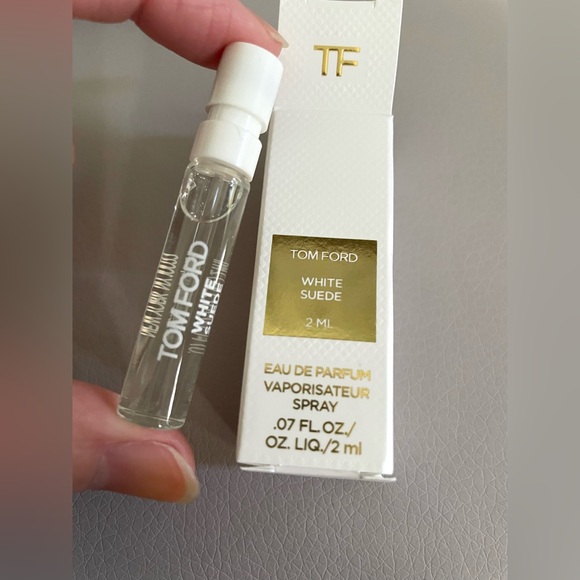 TF
TOM FORD
WHITE
SUEDE
2 ML
EAU DE PARFUM
VAPORISATEUR
SPRAY
.07 FL.OZ./
OZ. LIQ./2 ml
TOM FORD
WHITE
SUEDE